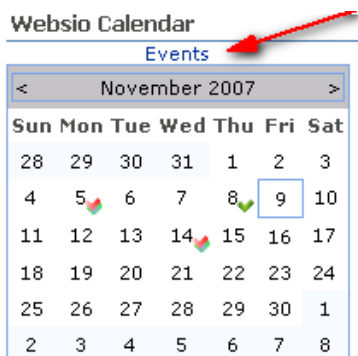 Websio Calendar
Events
< November 2007 >
Sun Mon Tue Wed Thu Fri Sat
28 29 30 31 1 2 3
4 5 6 7 8 9 10
11 12 13 14 15 16 17
18 19 20 21 22 23 24
25 26 27 28 29 30 1
2 3 4 5 6 7 8